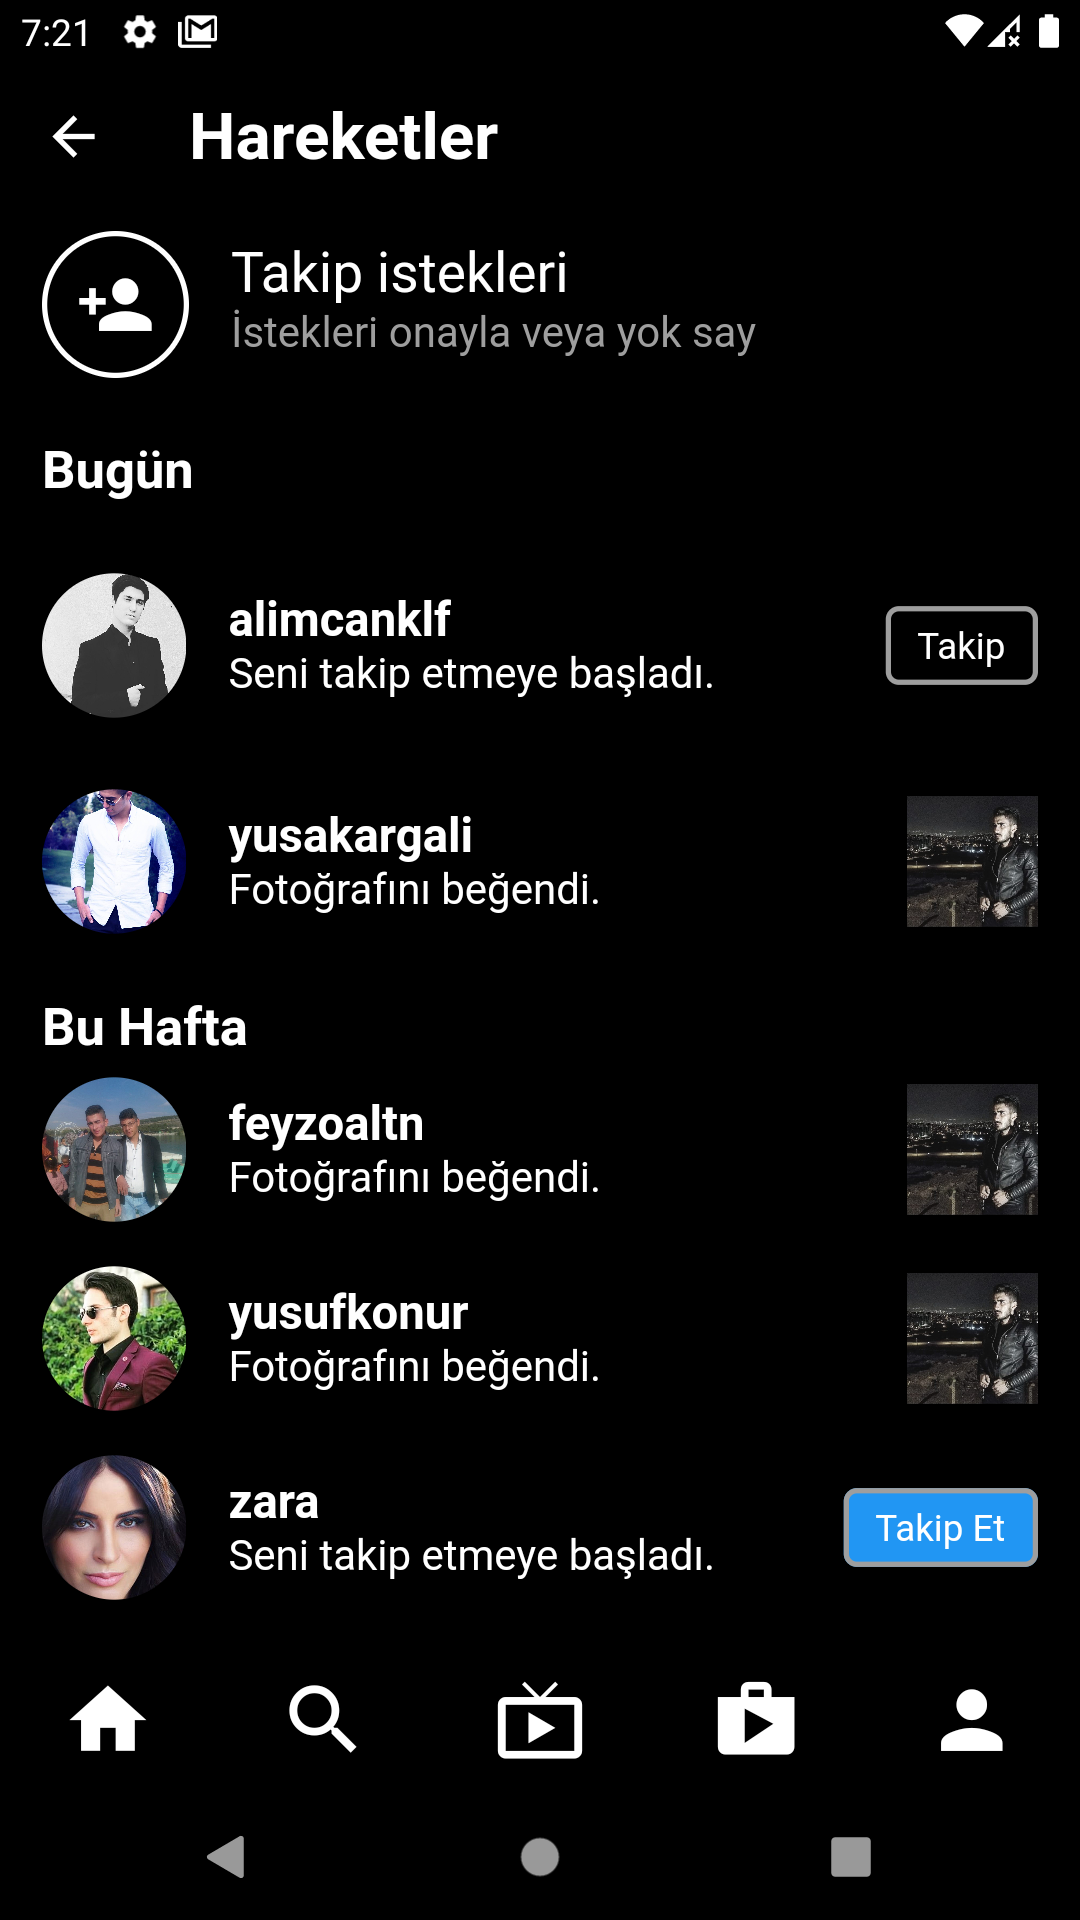 7:21
Hareketler
Takip istekleri
İstekleri onayla veya yok say
Bugün
alimcanklf
Seni takip etmeye başladı.
Takip
yusakargali
Fotoğrafını beğendi.
Bu Hafta
feyzoaltn
Fotoğrafını beğendi.
yusufkonur
Fotoğrafını beğendi.
zara
Seni takip etmeye başladı.
Takip Et